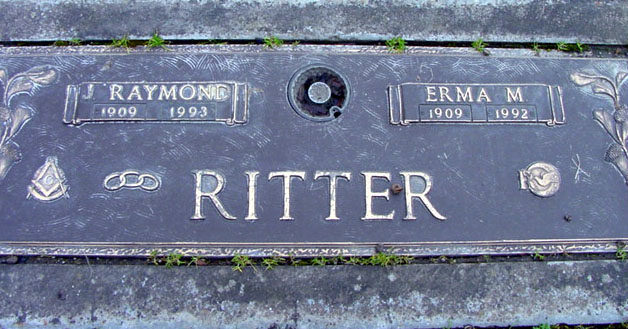 J RAYMOND
1909 1993
ERMA M
1909 1992
G
RITTER